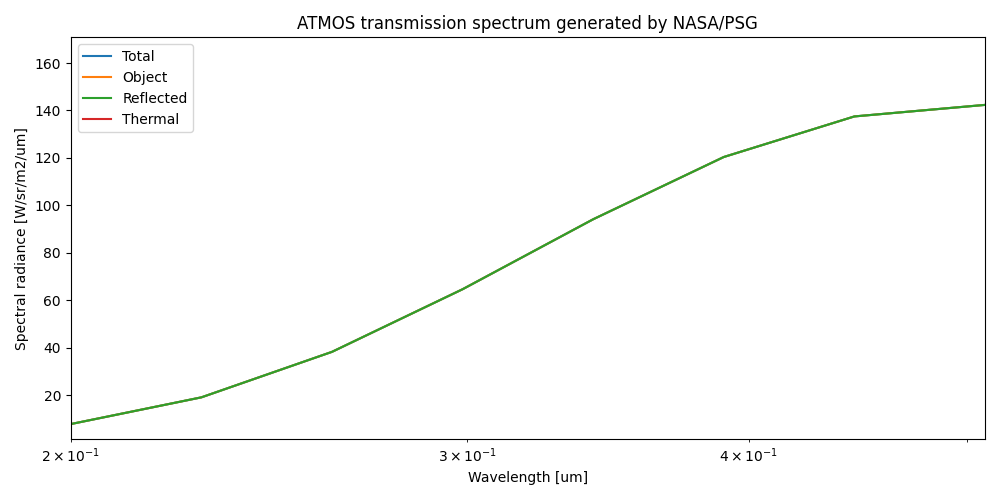 ATMOS transmission spectrum generated by NASA/PSG
Total
Object
Reflected
Thermal
160
140
120
100
80
60
40
20
Spectral radiance [W/sr/m2/um]
2 × 10⁻¹
3 × 10⁻¹
4 × 10⁻¹
Wavelength [um]